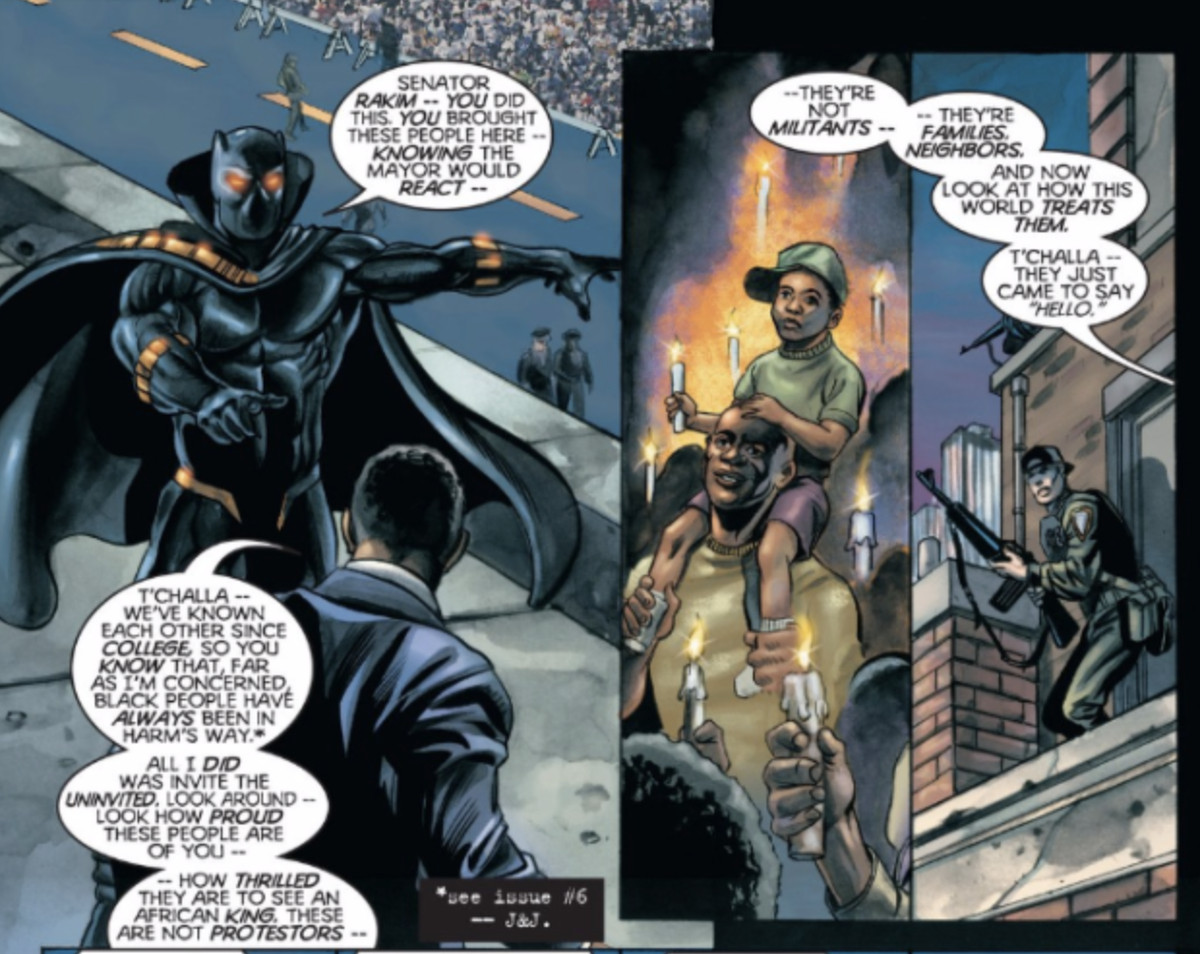 SENATOR
RAKIM -- YOU DID
THIS. YOU BROUGHT
THESE PEOPLE HERE --
KNOWING THE
MAYOR WOULD
REACT --
T'CHALLA --
WE'VE KNOWN
EACH OTHER SINCE
COLLEGE, SO YOU
KNOW THAT, FAR
AS I'M CONCERNED,
BLACK PEOPLE HAVE
ALWAYS BEEN IN
HARM'S WAY.*
ALL I DID
WAS INVITE THE
UNINVITED. LOOK AROUND --
LOOK HOW PROUD
THESE PEOPLE ARE
OF YOU --
-- HOW THRILLED
THEY ARE TO SEE AN
AFRICAN KING. THESE
ARE NOT PROTESTORS --
*see issue #6
-- J&J.
--THEY'RE
NOT
MILITANTS --
-- THEY'RE
FAMILIES.
NEIGHBORS.
AND NOW
LOOK AT HOW THIS
WORLD TREATS
THEM.
T'CHALLA --
THEY JUST
CAME TO SAY
"HELLO."